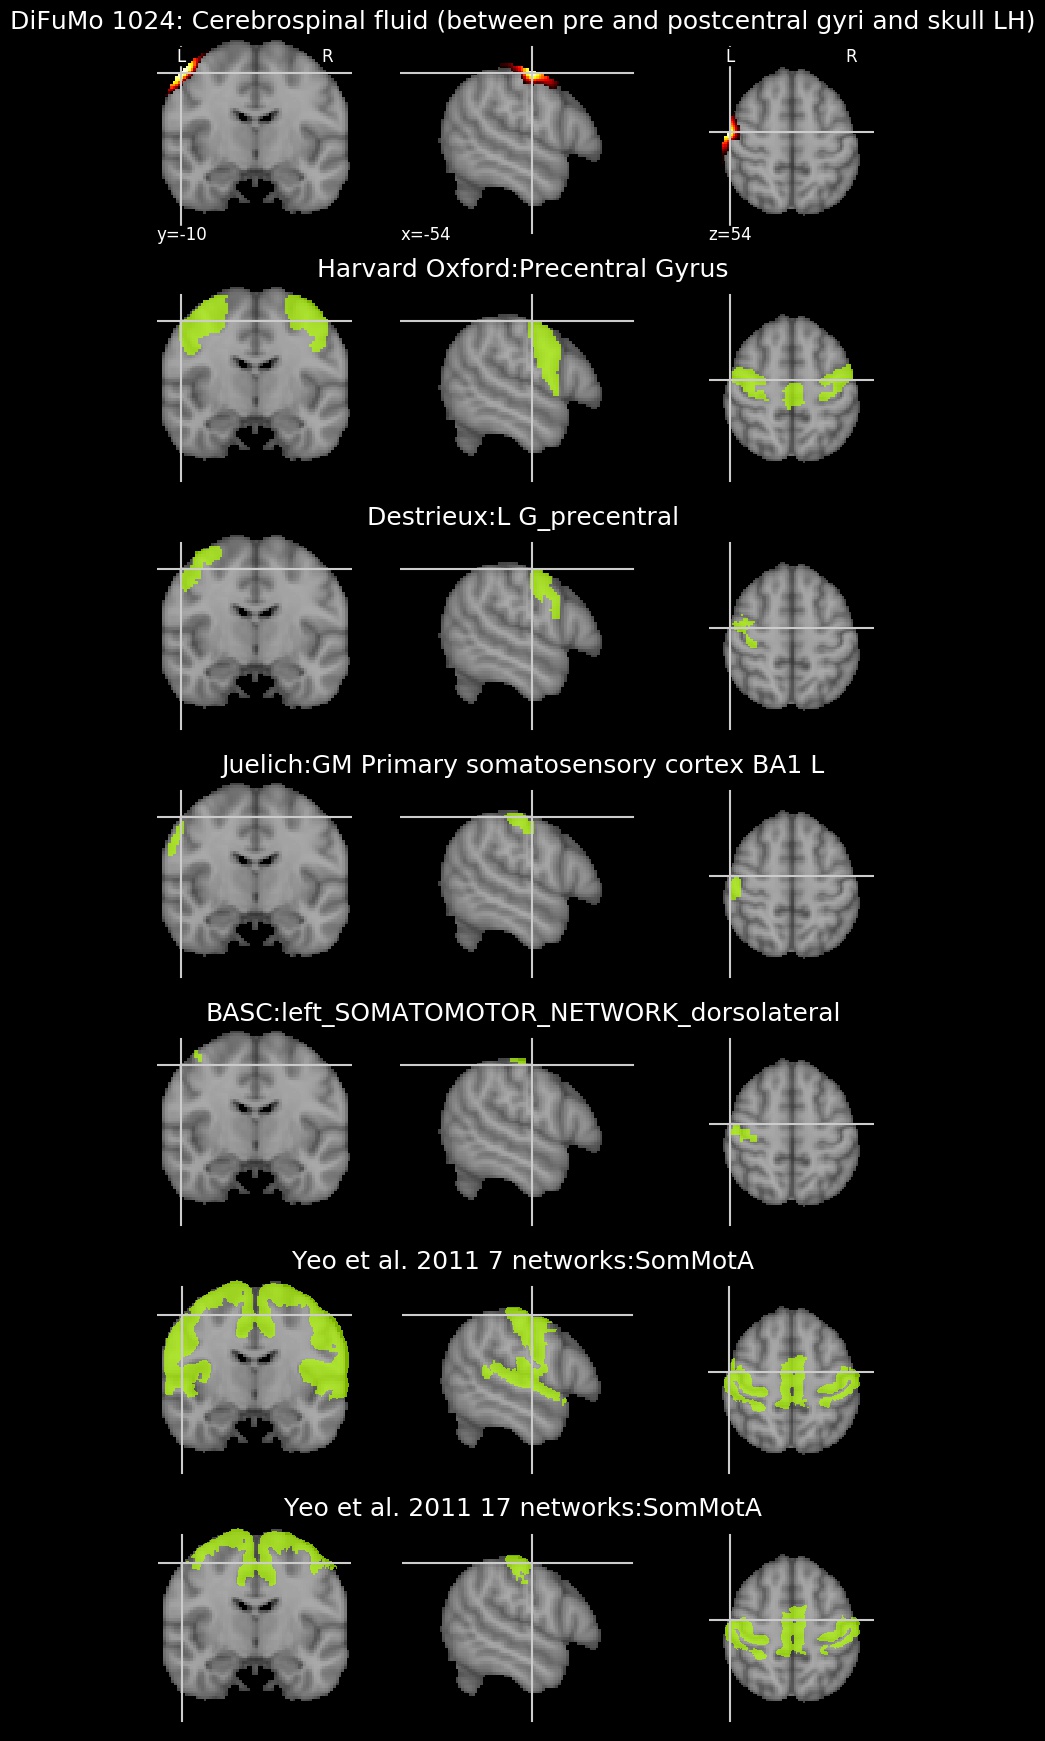 DiFuMo 1024: Cerebrospinal fluid (between pre and postcentral gyri and skull LH)
L R L R
y=-10 x=-54 z=54
Harvard Oxford:Precentral Gyrus
Destrieux:L G_precentral
Juelich:GM Primary somatosensory cortex BA1 L
BASC:left_SOMATOMOTOR_NETWORK_dorsolateral
Yeo et al. 2011 7 networks:SomMotA
Yeo et al. 2011 17 networks:SomMotA